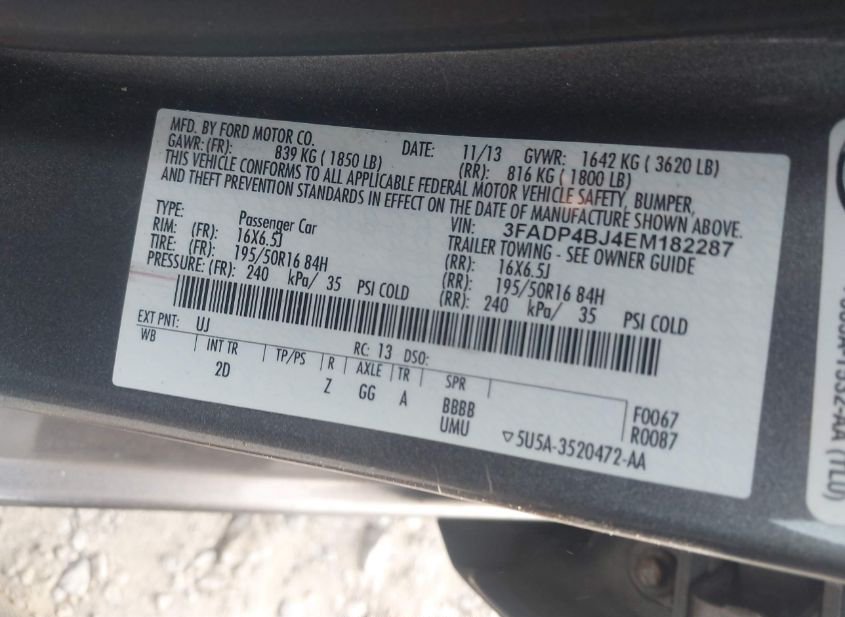 MFD. BY FORD MOTOR CO. DATE: 11/13 GVWR: 1642 KG ( 3620 LB)
GAWR: (FR): 839 KG ( 1850 LB) (RR): 816 KG ( 1800 LB)
THIS VEHICLE CONFORMS TO ALL APPLICABLE FEDERAL MOTOR VEHICLE SAFETY, BUMPER,
AND THEFT PREVENTION STANDARDS IN EFFECT ON THE DATE OF MANUFACTURE SHOWN ABOVE.
VIN: 3FADP4BJ4EM182287
TYPE: Passenger Car TRAILER TOWING - SEE OWNER GUIDE
RIM: (FR): 16X6.5J (RR): 16X6.5J
TIRE: (FR): 195/50R16 84H (RR): 195/50R16 84H
PRESSURE: (FR): 240 kPa/ 35 PSI COLD (RR): 240 kPa/ 35 PSI COLD
EXT PNT: UJ RC: 13 DSO:
WB INT TR TP/PS R AXLE TR SPR
2D Z GG A BBBB F0067
UMU R0087
▽5U5A-3520472-AA
(TLD)